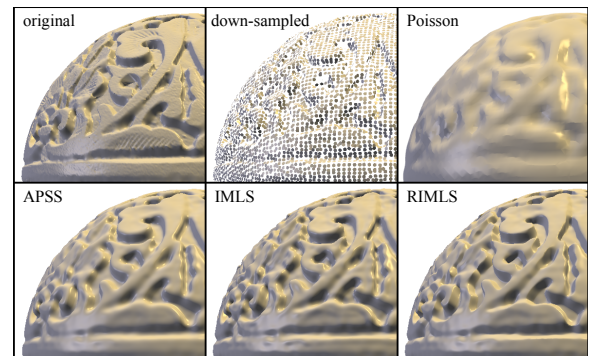 original
down-sampled
Poisson
APSS
IMLS
RIMLS